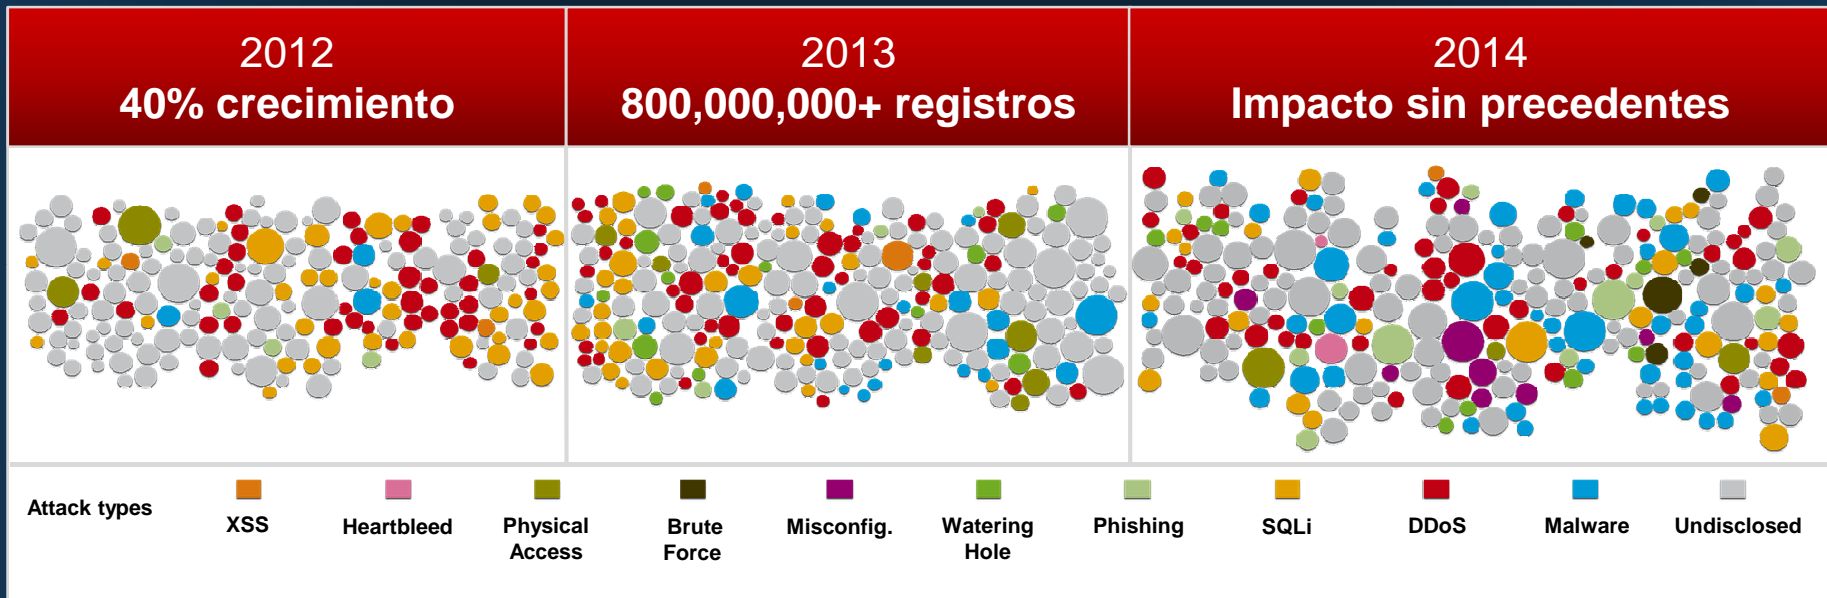 2012
40% crecimiento
2013
800,000,000+ registros
2014
Impacto sin precedentes
Attack types
XSS
Heartbleed
Physical
Access
Brute
Force
Misconfig.
Watering
Hole
Phishing
SQLi
DDoS
Malware
Undisclosed